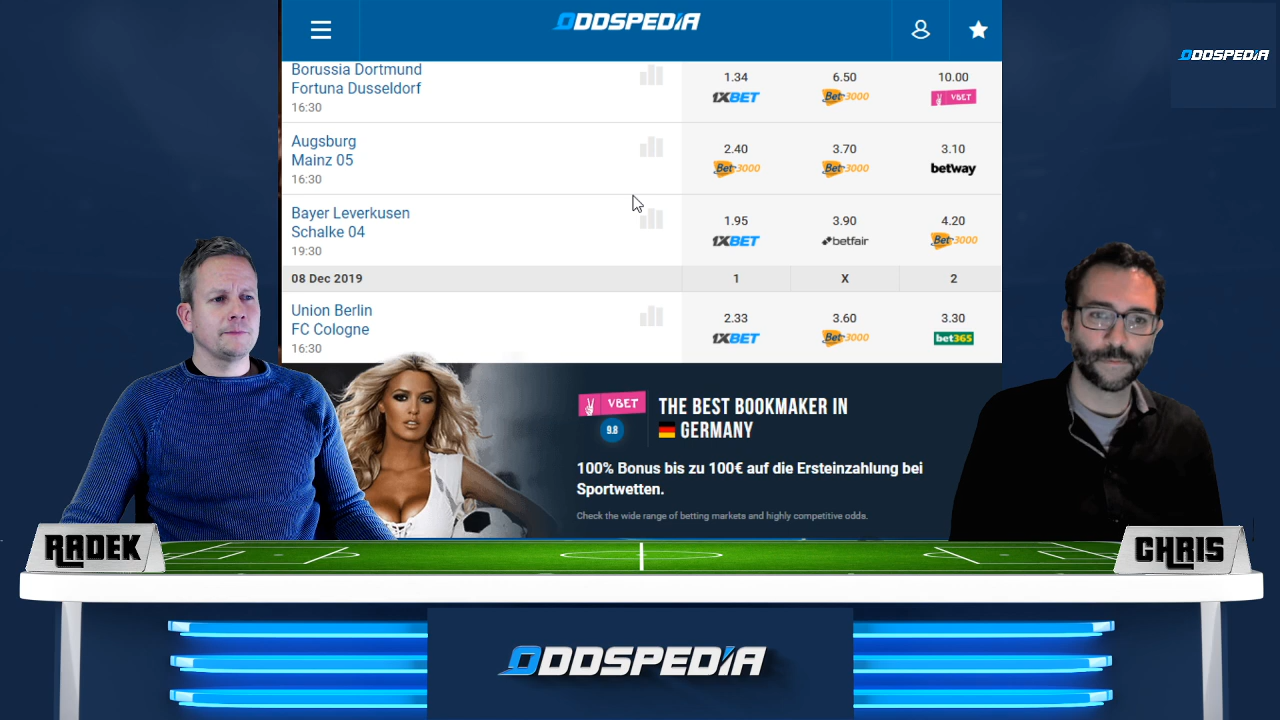 ODDSPEDIA
ODDSPEDIA
Borussia Dortmund
Fortuna Dusseldorf
16:30
1.34
6.50
10.00
1XBET
Bet3000
VBET
Augsburg
Mainz 05
16:30
2.40
3.70
3.10
Bet3000
Bet3000
betway
Bayer Leverkusen
Schalke 04
19:30
1.95
3.90
4.20
1XBET
betfair
Bet3000
08 Dec 2019
1
X
2
Union Berlin
FC Cologne
16:30
2.33
3.60
3.30
1XBET
Bet3000
bet365
VBET
9.8
THE BEST BOOKMAKER IN
GERMANY
100% Bonus bis zu 100€ auf die Ersteinzahlung bei
Sportwetten.
Check the wide range of betting markets and highly competitive odds.
RADEK
CHRIS
ODDSPEDIA